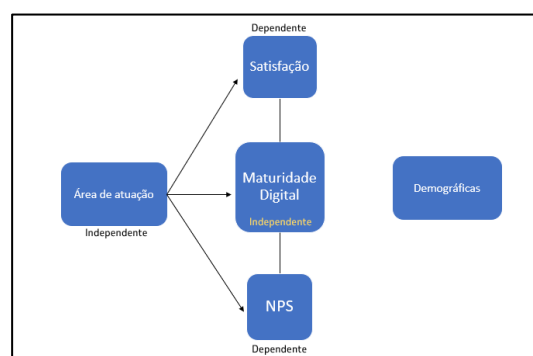 Dependente
Satisfação
Maturidade
Digital
Independente
Área de atuação
Independente
Demográficas
NPS
Dependente